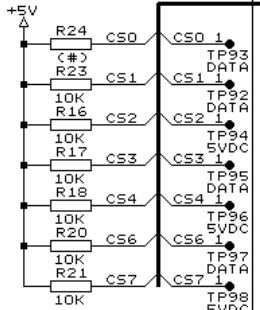 +5V
R24 CS0 CS0 1
(#) TP93
R23 CS1 CS1 1 DATA
10K TP92
R16 CS2 CS2 1 DATA
10K TP94
R17 CS3 CS3 1 5VDC
10K TP95
R18 CS4 CS4 1 DATA
10K TP96
R20 CS6 CS6 1 5VDC
10K TP97
R21 CS7 CS7 1 DATA
10K TP98
5VDC